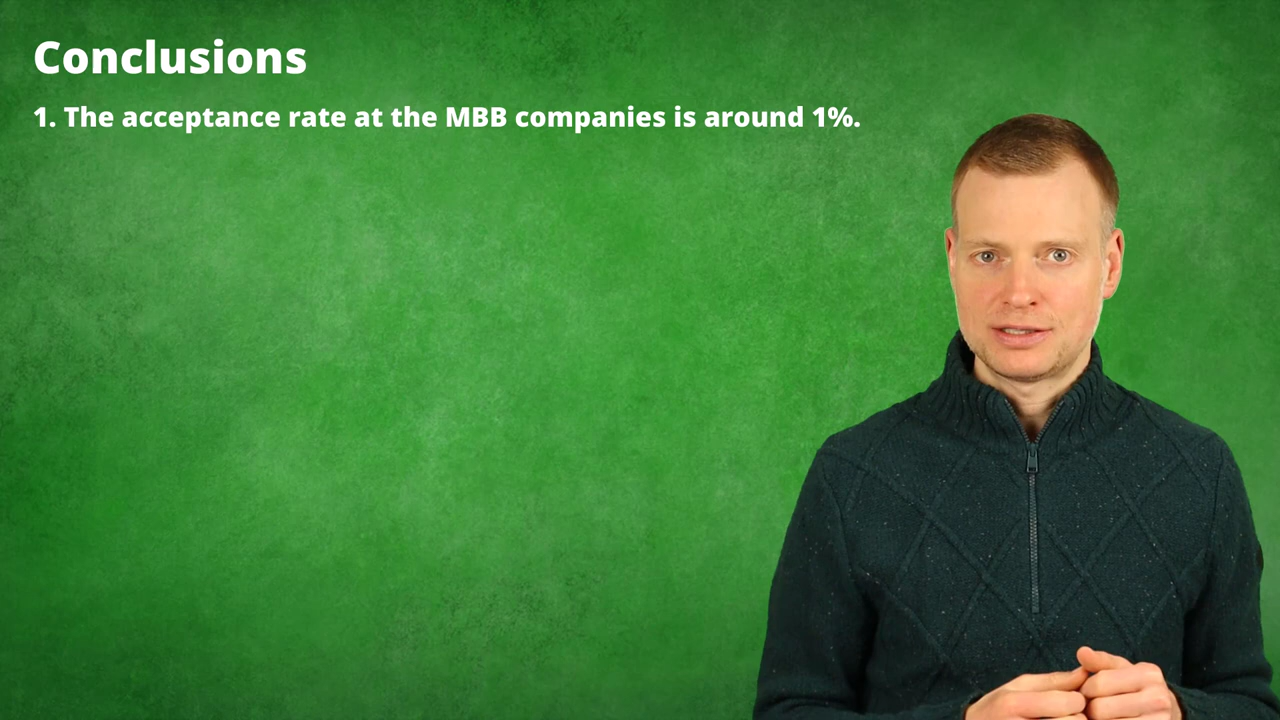 Conclusions
1. The acceptance rate at the MBB companies is around 1%.